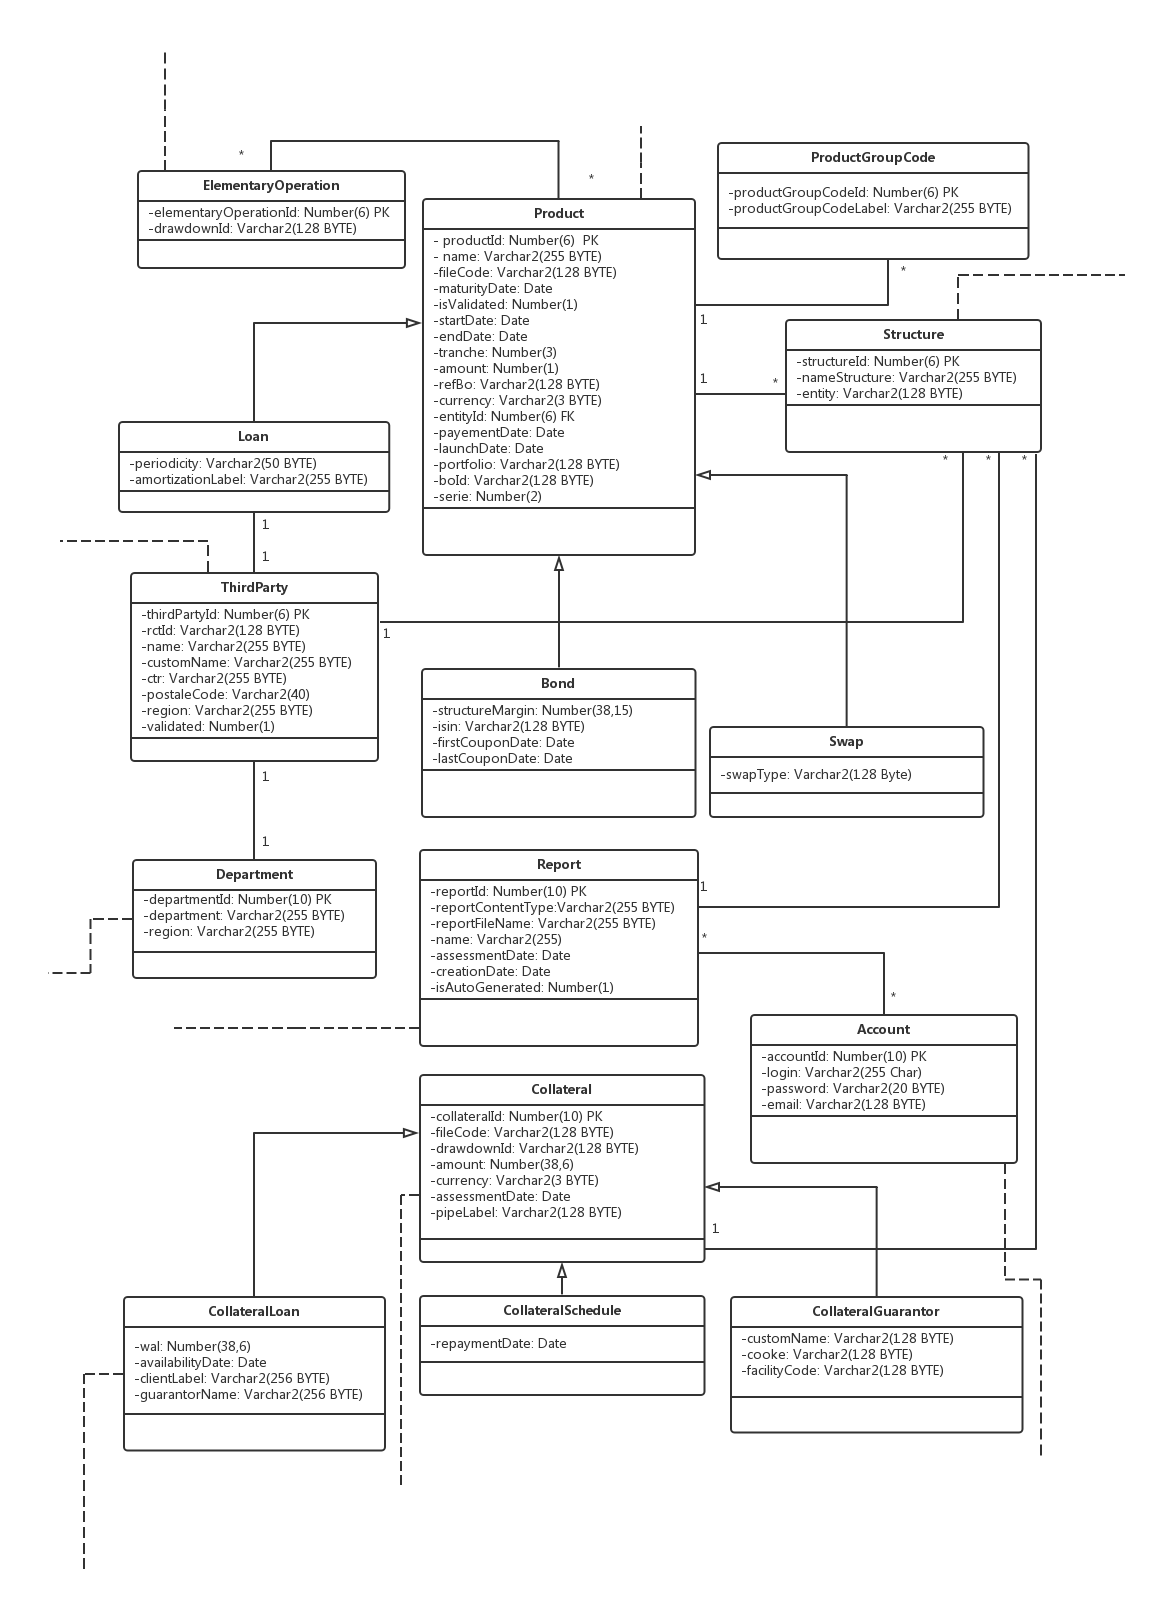 *
*
ElementaryOperation
-elementaryOperationId: Number(6) PK
-drawdownId: Varchar2(128 BYTE)
ProductGroupCode
-productGroupCodeId: Number(6) PK
-productGroupCodeLabel: Varchar2(255 BYTE)
*
1
Product
- productId: Number(6)  PK
- name: Varchar2(255 BYTE)
-fileCode: Varchar2(128 BYTE)
-maturityDate: Date
-isValidated: Number(1)
-startDate: Date
-endDate: Date
-tranche: Number(3)
-amount: Number(1)
-refBo: Varchar2(128 BYTE)
-currency: Varchar2(3 BYTE)
-entityId: Number(6) FK
-payementDate: Date
-launchDate: Date
-portfolio: Varchar2(128 BYTE)
-boId: Varchar2(128 BYTE)
-serie: Number(2)
1
*
Structure
-structureId: Number(6) PK
-nameStructure: Varchar2(255 BYTE)
-entity: Varchar2(128 BYTE)
*
*
*
Loan
-periodicity: Varchar2(50 BYTE)
-amortizationLabel: Varchar2(255 BYTE)
1
1
ThirdParty
-thirdPartyId: Number(6) PK
-rctId: Varchar2(128 BYTE)
-name: Varchar2(255 BYTE)
-customName: Varchar2(255 BYTE)
-ctr: Varchar2(255 BYTE)
-postaleCode: Varchar2(40)
-region: Varchar2(255 BYTE)
-validated: Number(1)
1
1
1
Bond
-structureMargin: Number(38,15)
-isin: Varchar2(128 BYTE)
-firstCouponDate: Date
-lastCouponDate: Date
Swap
-swapType: Varchar2(128 Byte)
Department
-departmentId: Number(10) PK
-department: Varchar2(255 BYTE)
-region: Varchar2(255 BYTE)
Report
-reportId: Number(10) PK
-reportContentType:Varchar2(255 BYTE)
-reportFileName: Varchar2(255 BYTE)
-name: Varchar2(255)
-assessmentDate: Date
-creationDate: Date
-isAutoGenerated: Number(1)
1
*
*
Account
-accountId: Number(10) PK
-login: Varchar2(255 Char)
-password: Varchar2(20 BYTE)
-email: Varchar2(128 BYTE)
Collateral
-collateralId: Number(10) PK
-fileCode: Varchar2(128 BYTE)
-drawdownId: Varchar2(128 BYTE)
-amount: Number(38,6)
-currency: Varchar2(3 BYTE)
-assessmentDate: Date
-pipeLabel: Varchar2(128 BYTE)
1
CollateralLoan
-wal: Number(38,6)
-availabilityDate: Date
-clientLabel: Varchar2(256 BYTE)
-guarantorName: Varchar2(256 BYTE)
CollateralSchedule
-repaymentDate: Date
CollateralGuarantor
-customName: Varchar2(128 BYTE)
-cooke: Varchar2(128 BYTE)
-facilityCode: Varchar2(128 BYTE)